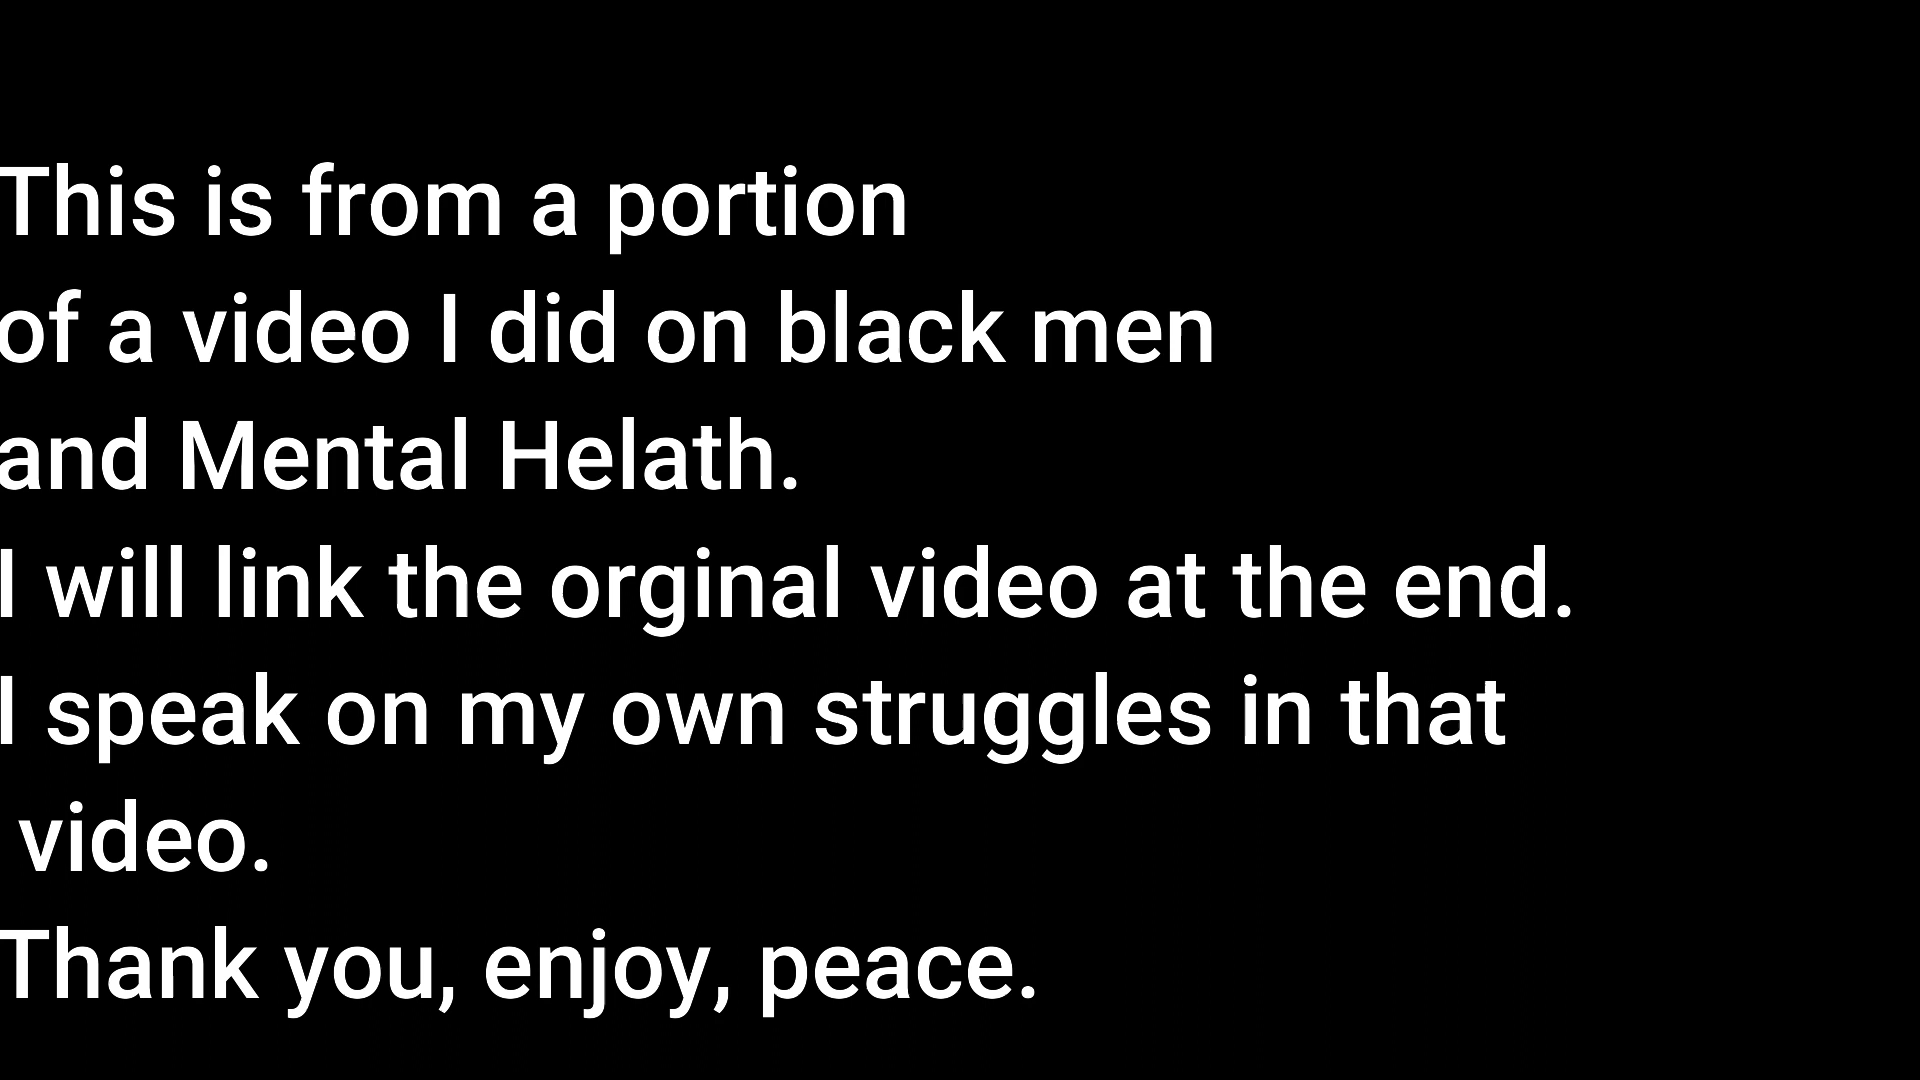 This is from a portion
of a video I did on black men
and Mental Helath.
I will link the orginal video at the end.
I speak on my own struggles in that
video.
Thank you, enjoy, peace.